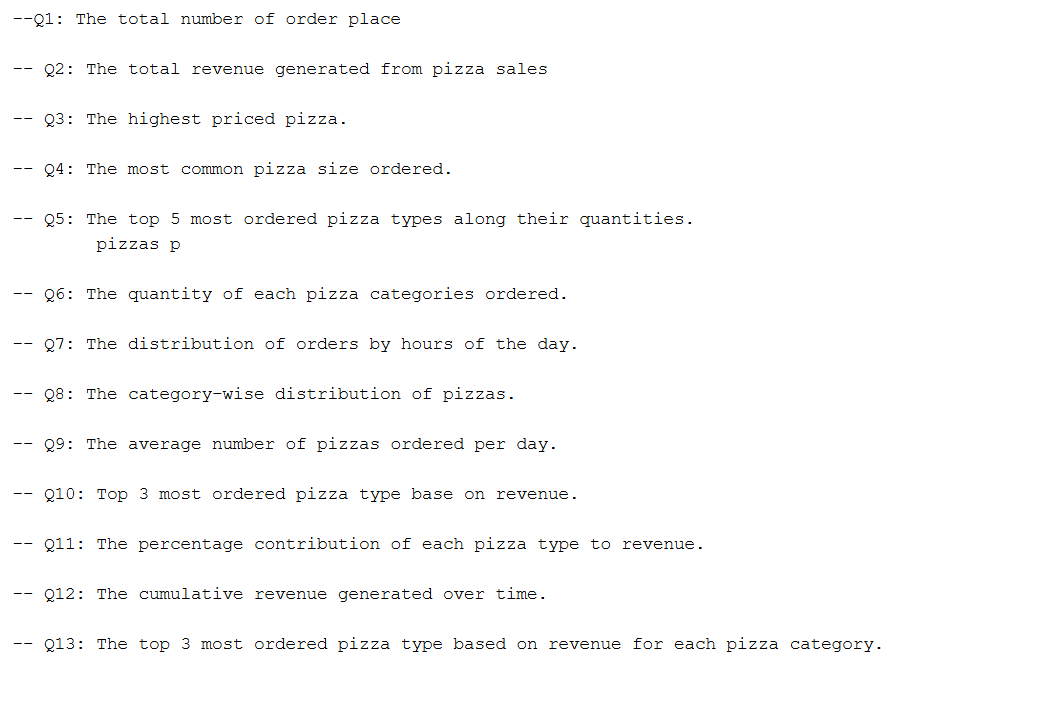 --Q1: The total number of order place
-- Q2: The total revenue generated from pizza sales
-- Q3: The highest priced pizza.
-- Q4: The most common pizza size ordered.
-- Q5: The top 5 most ordered pizza types along their quantities.
pizzas p
-- Q6: The quantity of each pizza categories ordered.
-- Q7: The distribution of orders by hours of the day.
-- Q8: The category-wise distribution of pizzas.
-- Q9: The average number of pizzas ordered per day.
-- Q10: Top 3 most ordered pizza type base on revenue.
-- Q11: The percentage contribution of each pizza type to revenue.
-- Q12: The cumulative revenue generated over time.
-- Q13: The top 3 most ordered pizza type based on revenue for each pizza category.